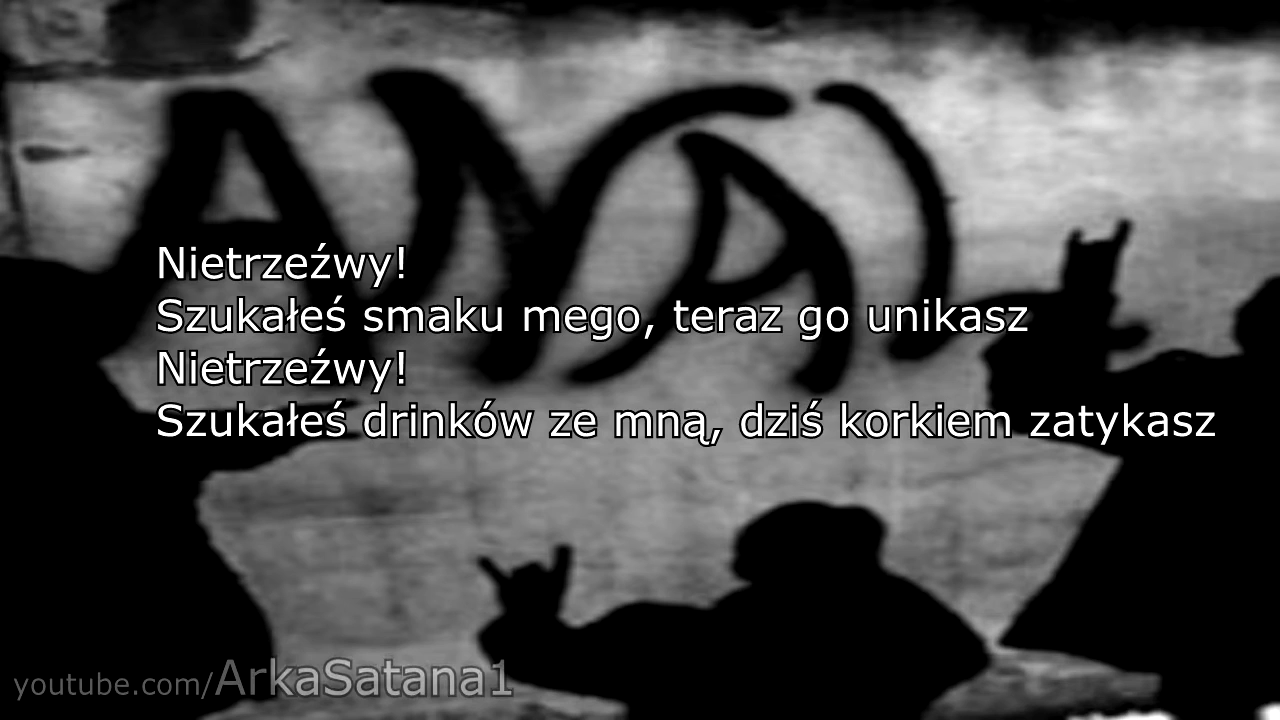 Nietrzeźwy!
Szukałeś smaku mego, teraz go unikasz
Nietrzeźwy!
Szukałeś drinków ze mną, dziś korkiem zatykasz
youtube.com/ArkaSatana1